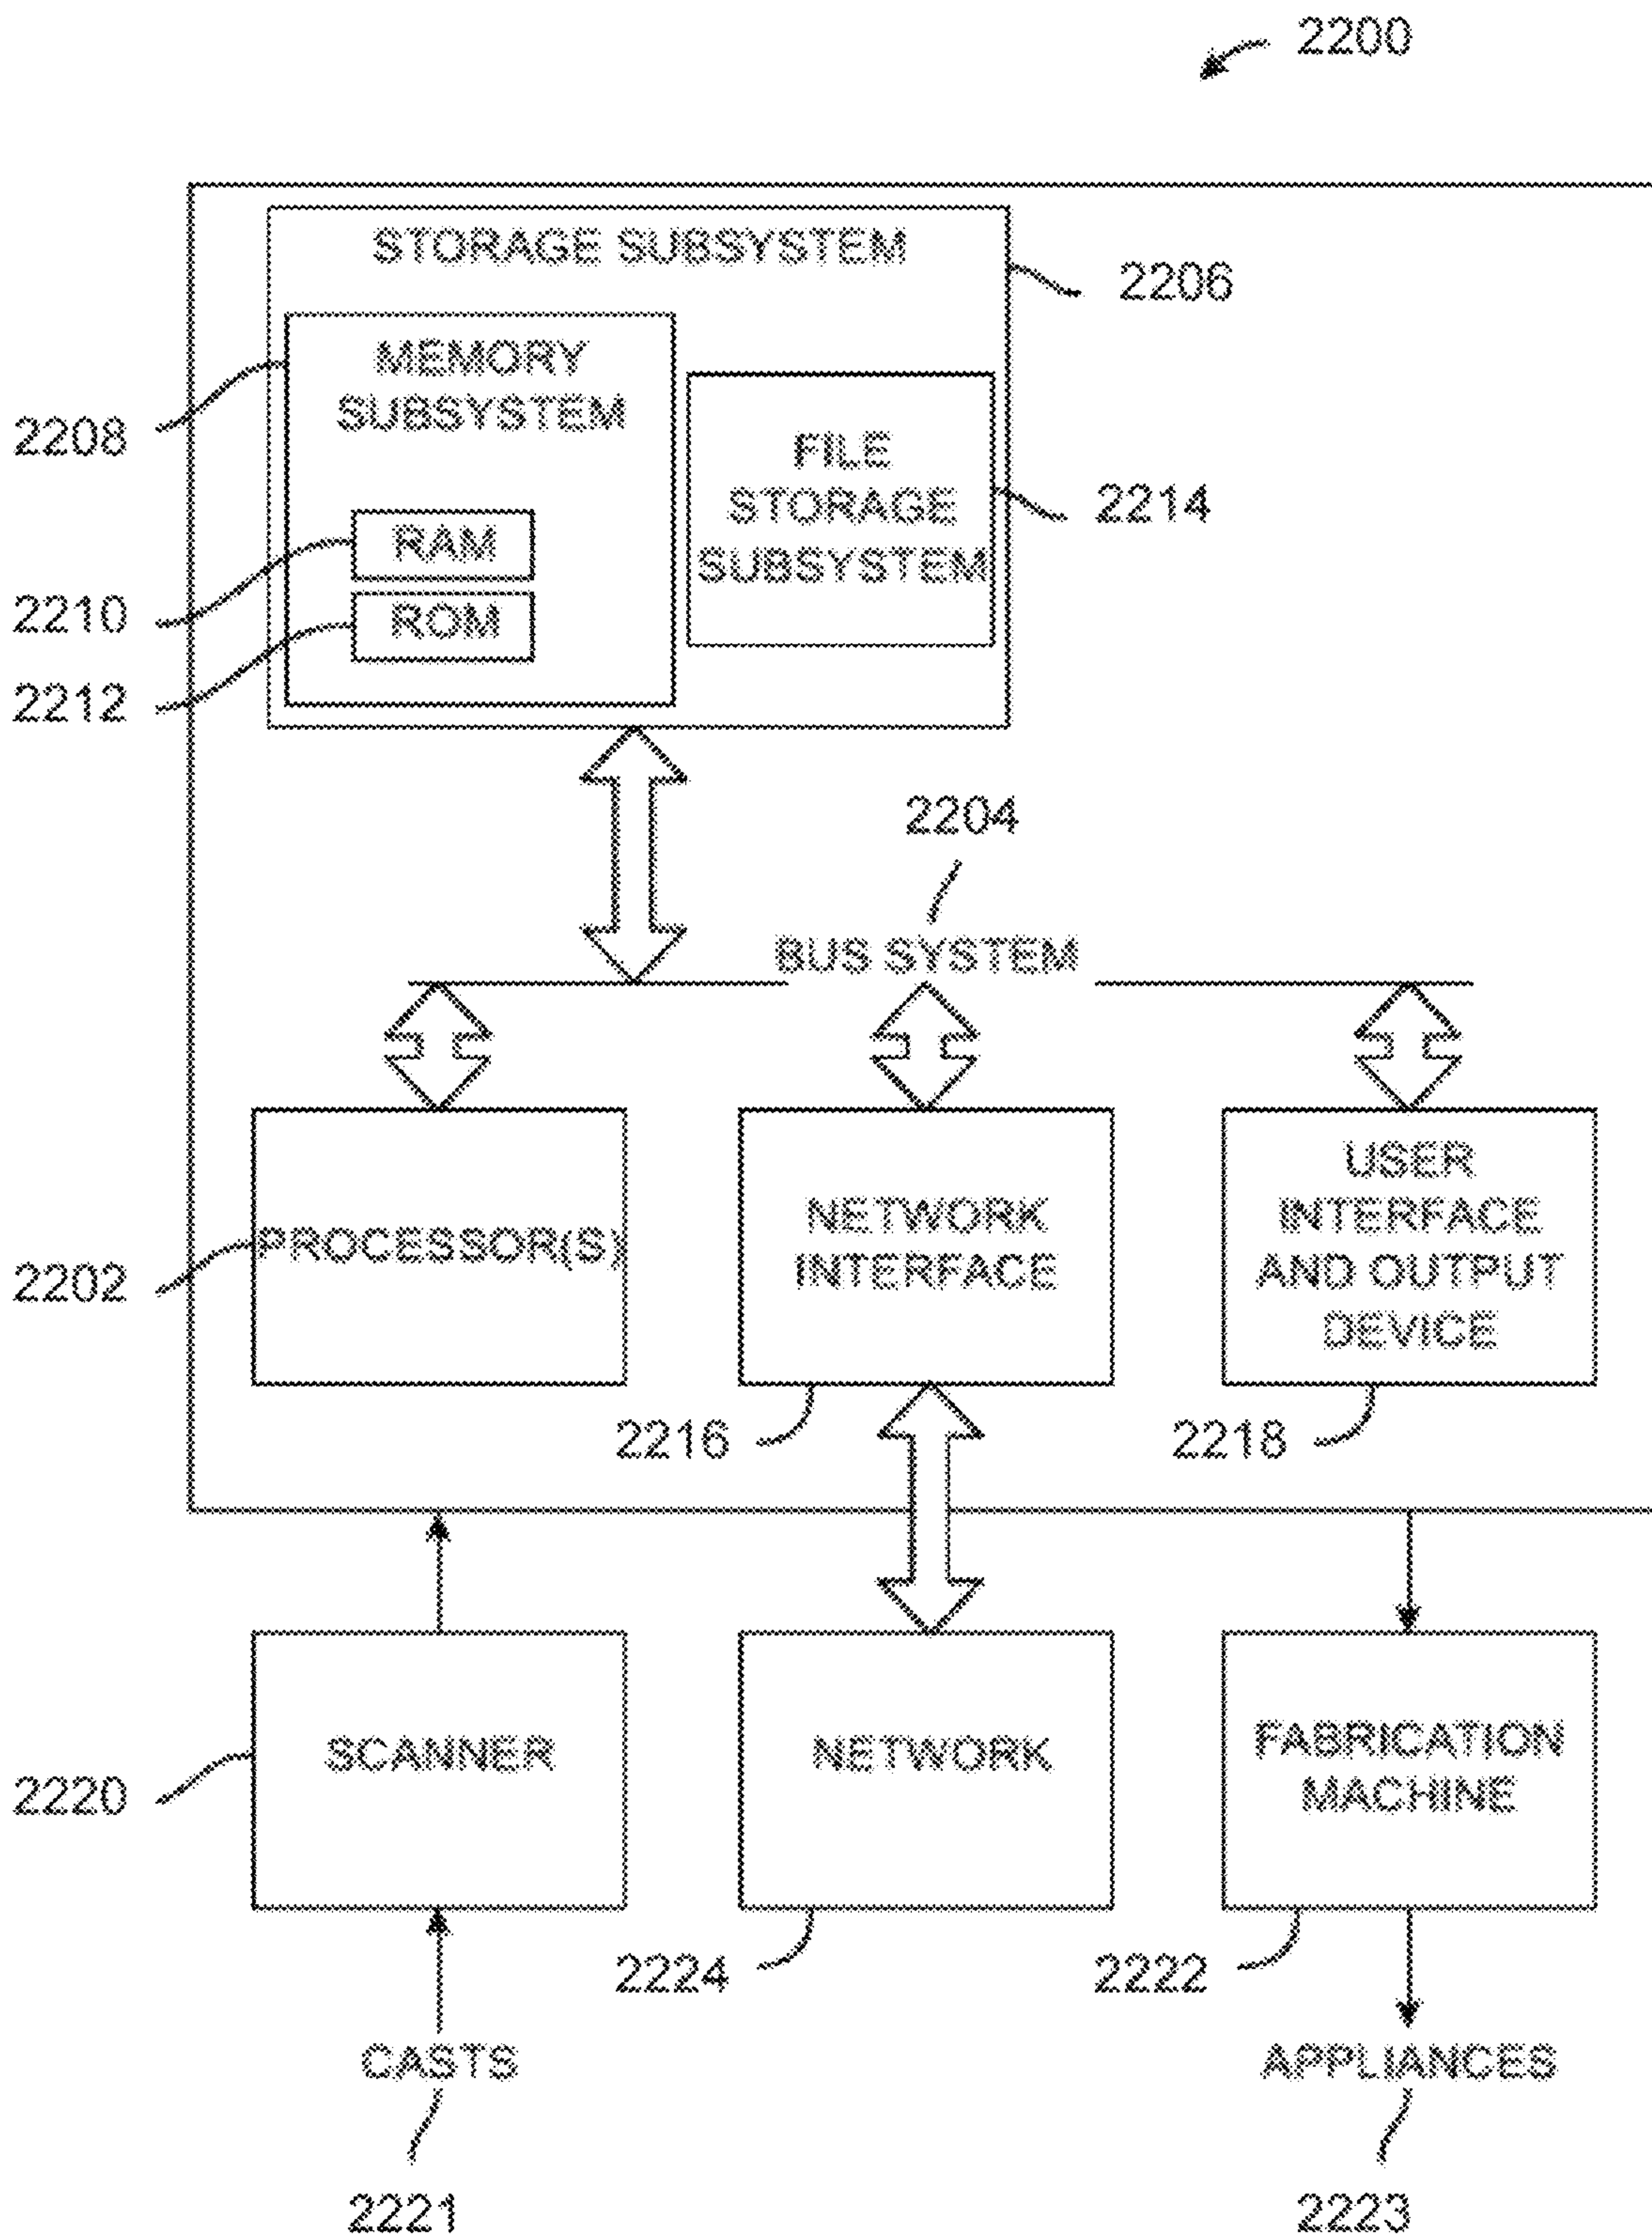 2200
STORAGE SUBSYSTEM
2206
MEMORY
SUBSYSTEM
2208
FILE
STORAGE
SUBSYSTEM
2214
RAM
2210
ROM
2212
2204
BUS SYSTEM
PROCESSOR(S)
2202
NETWORK
INTERFACE
2216
USER
INTERFACE
AND OUTPUT
DEVICE
2218
SCANNER
2220
NETWORK
2224
FABRICATION
MACHINE
2222
CASTS
2221
APPLIANCES
2223